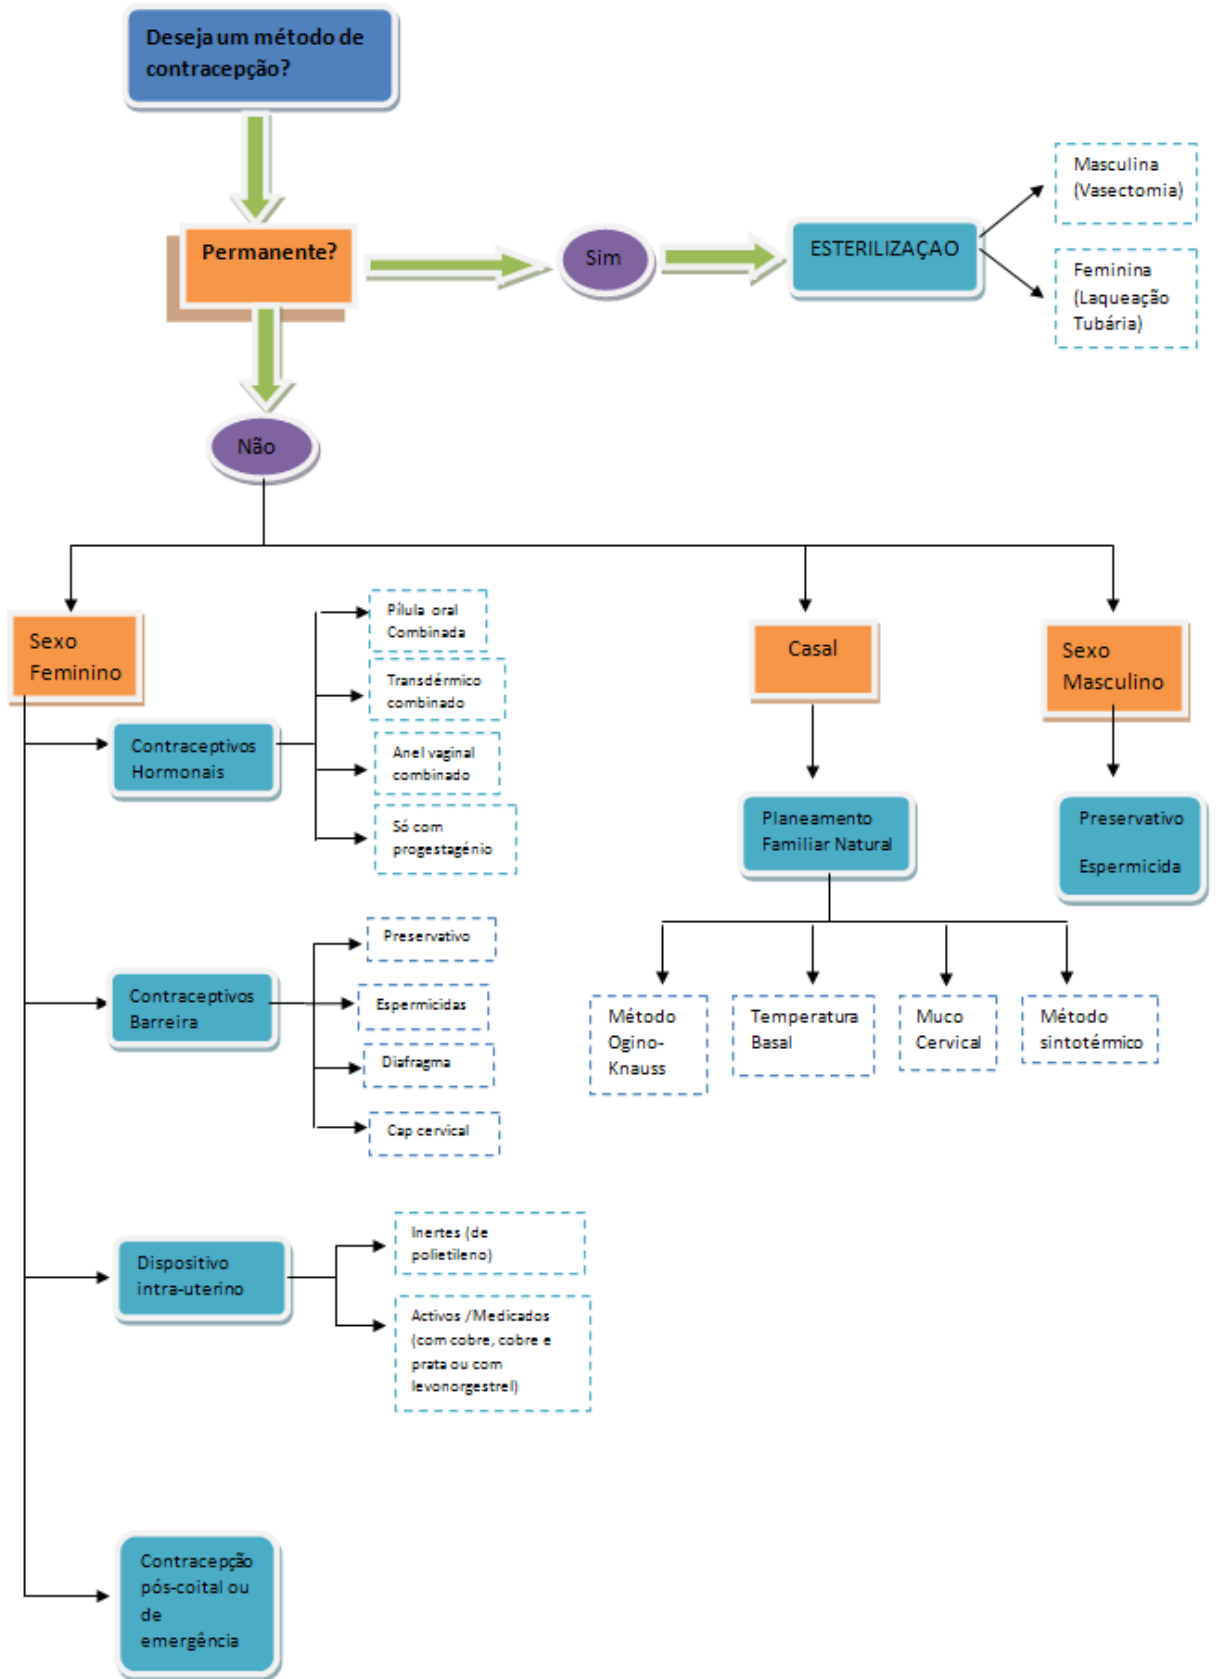 Deseja um método de
contracepção?
Permanente?
Sim
ESTERILIZAÇAO
Masculina
(Vasectomia)
Feminina
(Laqueação
Tubária)
Não
Sexo
Feminino
Contraceptivos
Hormonais
Pílula oral
Combinada
Transdérmico
combinado
Anel vaginal
combinado
Só com
progestagénio
Contraceptivos
Barreira
Preservativo
Espermicidas
Diafragma
Cap cervical
Dispositivo
intra-uterino
Inertes (de
polietileno)
Activos /Medicados
(com cobre, cobre e
prata ou com
levonorgestrel)
Contracepção
pós-coital ou
de
emergência
Casal
Planeamento
Familiar Natural
Método
Ogino-
Knauss
Temperatura
Basal
Muco
Cervical
Método
sintotérmico
Sexo
Masculino
Preservativo
Espermicida